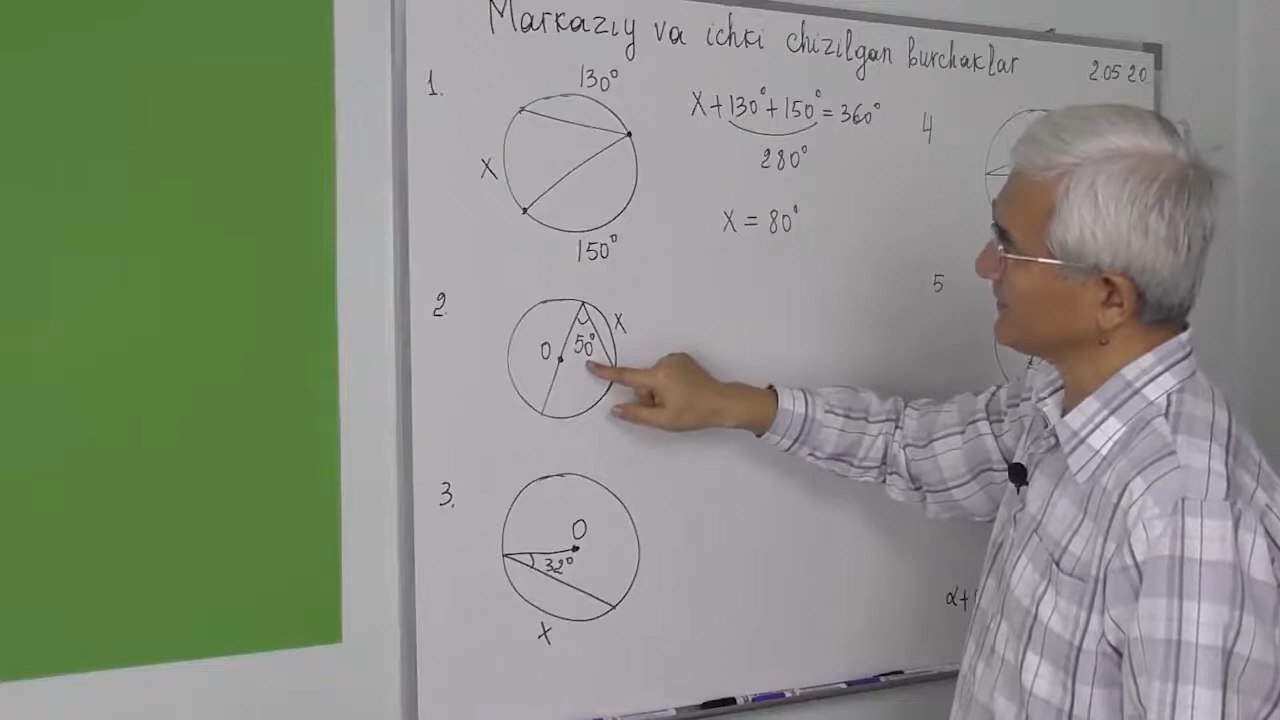 Markaziy va ichki chizilgan burchaklar
2.05 20
1.
130°
X
150°
X+130°+150°=360°
280°
X = 80°
2.
O
50°
X
3.
O
32°
X
4
5
α+